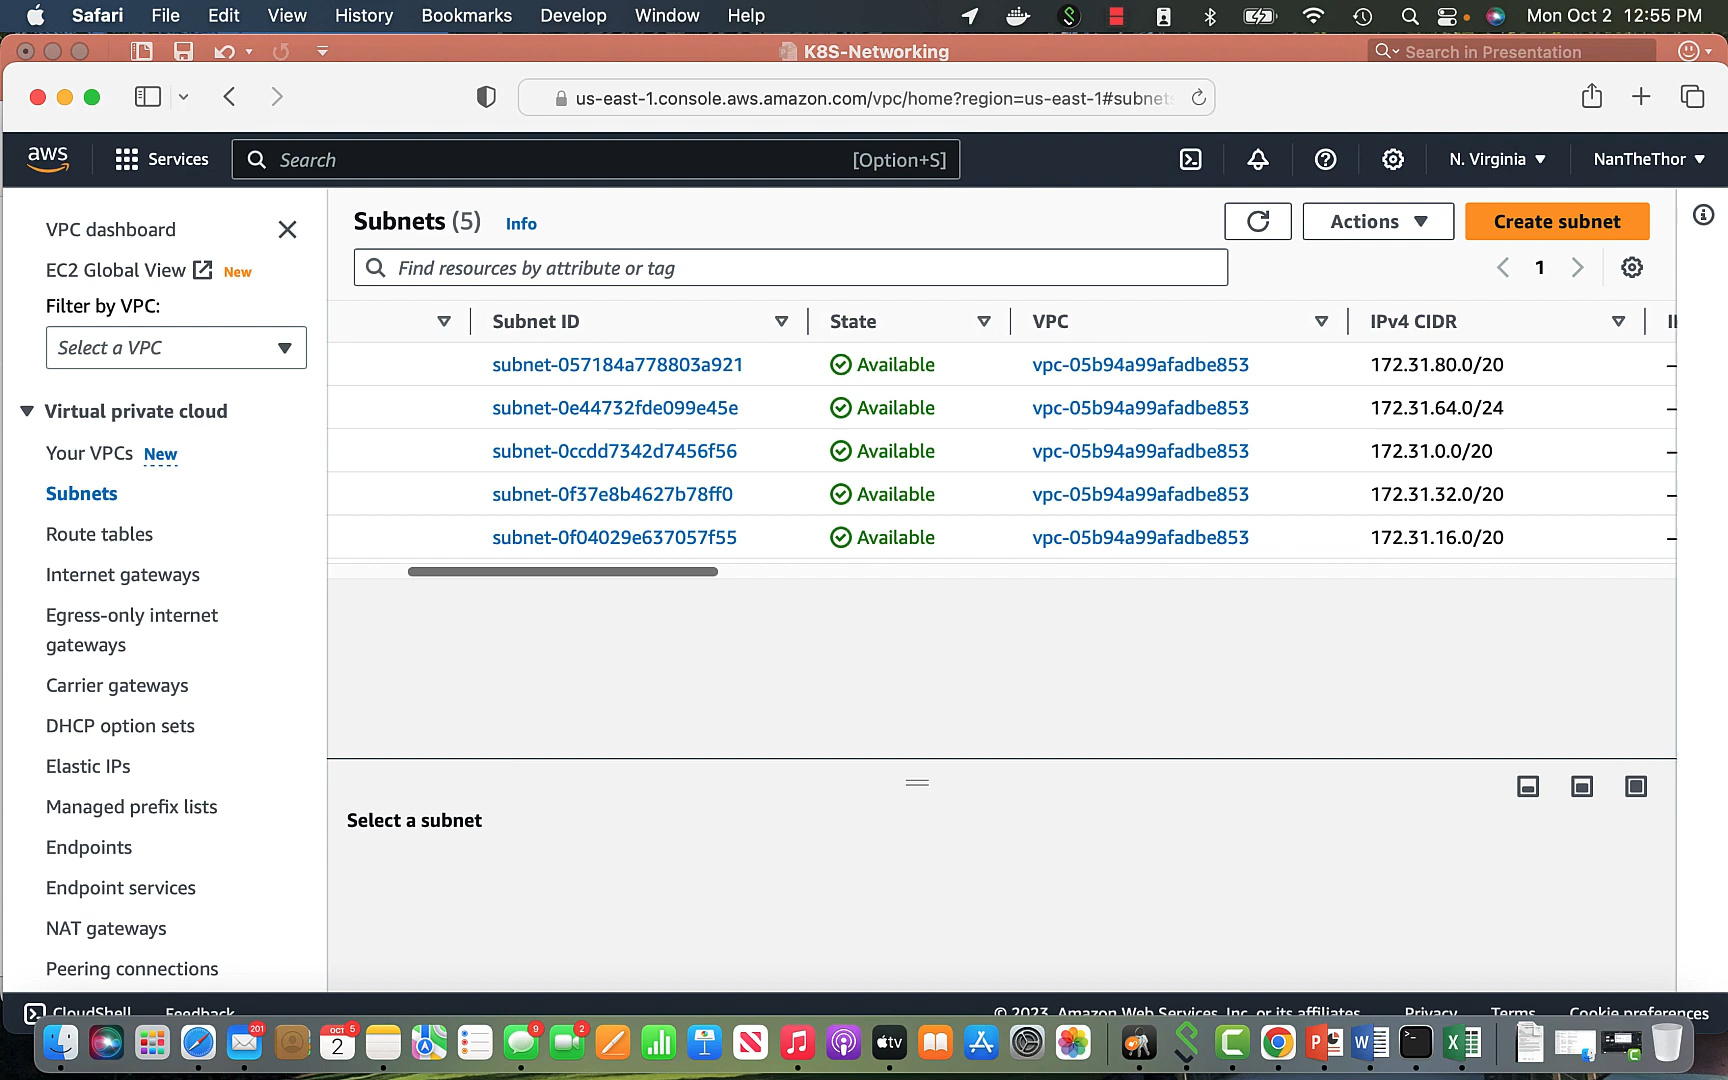 Safari File Edit View History Bookmarks Develop Window Help Mon Oct 2 12:55 PM
K8S-Networking Search in Presentation
us-east-1.console.aws.amazon.com/vpc/home?region=us-east-1#subnets
aws Services Search [Option+S] N. Virginia NanTheThor
VPC dashboard
EC2 Global View New
Filter by VPC:
Select a VPC
Virtual private cloud
Your VPCs New
Subnets
Route tables
Internet gateways
Egress-only internet
gateways
Carrier gateways
DHCP option sets
Elastic IPs
Managed prefix lists
Endpoints
Endpoint services
NAT gateways
Peering connections
Subnets (5) Info Actions Create subnet
Find resources by attribute or tag 1
Subnet ID State VPC IPv4 CIDR
subnet-057184a778803a921 Available vpc-05b94a99afadbe853 172.31.80.0/20 –
subnet-0e44732fde099e45e Available vpc-05b94a99afadbe853 172.31.64.0/24 –
subnet-0ccdd7342d7456f56 Available vpc-05b94a99afadbe853 172.31.0.0/20 –
subnet-0f37e8b4627b78ff0 Available vpc-05b94a99afadbe853 172.31.32.0/20 –
subnet-0f04029e637057f55 Available vpc-05b94a99afadbe853 172.31.16.0/20 –
Select a subnet
CloudShell Feedback © 2023, Amazon Web Services, Inc. or its affiliates. Privacy Terms Cookie preferences
201 OCT 5 2 9 2 tv P W X